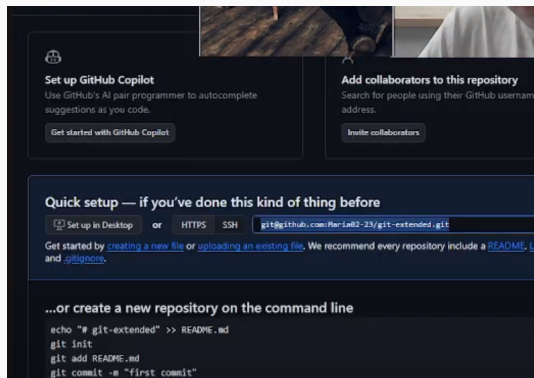 Set up GitHub Copilot
Use GitHub's AI pair programmer to autocomplete
suggestions as you code.
Get started with GitHub Copilot
Add collaborators to this repository
Search for people using their GitHub usernam
address.
Invite collaborators
Quick setup — if you've done this kind of thing before
Set up in Desktop or HTTPS SSH git@github.com:Mariam02-23/git-extended.git
Get started by creating a new file or uploading an existing file. We recommend every repository include a README, L
and .gitignore.
...or create a new repository on the command line
echo "# git-extended" >> README.md
git init
git add README.md
git commit -m "first commit"